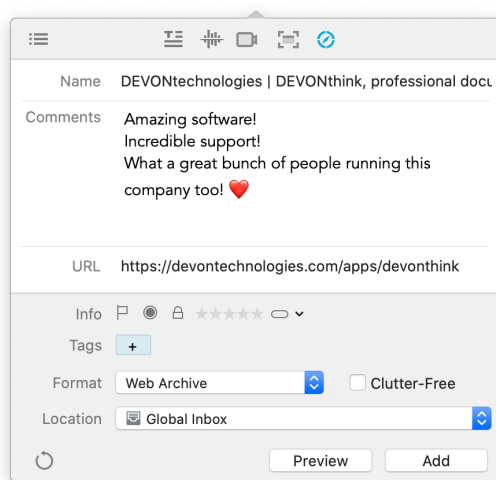 Name DEVONtechnologies | DEVONthink, professional docu
Comments Amazing software!
Incredible support!
What a great bunch of people running this
company too! ❤️
URL https://devontechnologies.com/apps/devonthink
Info
Tags +
Format Web Archive Clutter-Free
Location Global Inbox
Preview Add